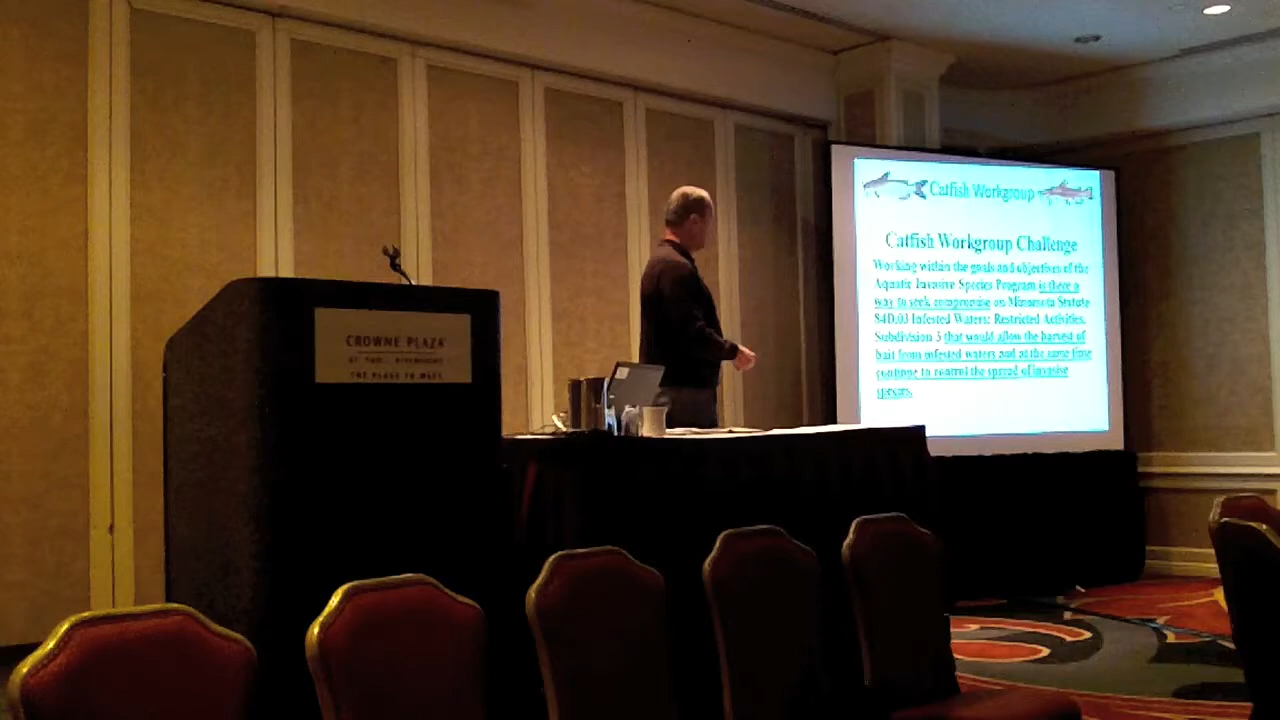 CROWNE PLAZA
ST. PAUL - RIVERFRONT
THE PLACE TO MEET.
Catfish Workgroup
Catfish Workgroup Challenge
Working within the goals and objectives of the
Aquatic Invasive Species Program is there a
way to seek compromise on Minnesota Statute
84D.03 Infested Waters: Restricted Activities,
Subdivision 3 that would allow the harvest of
bait from infested waters and at the same time
continue to control the spread of invasive
species.